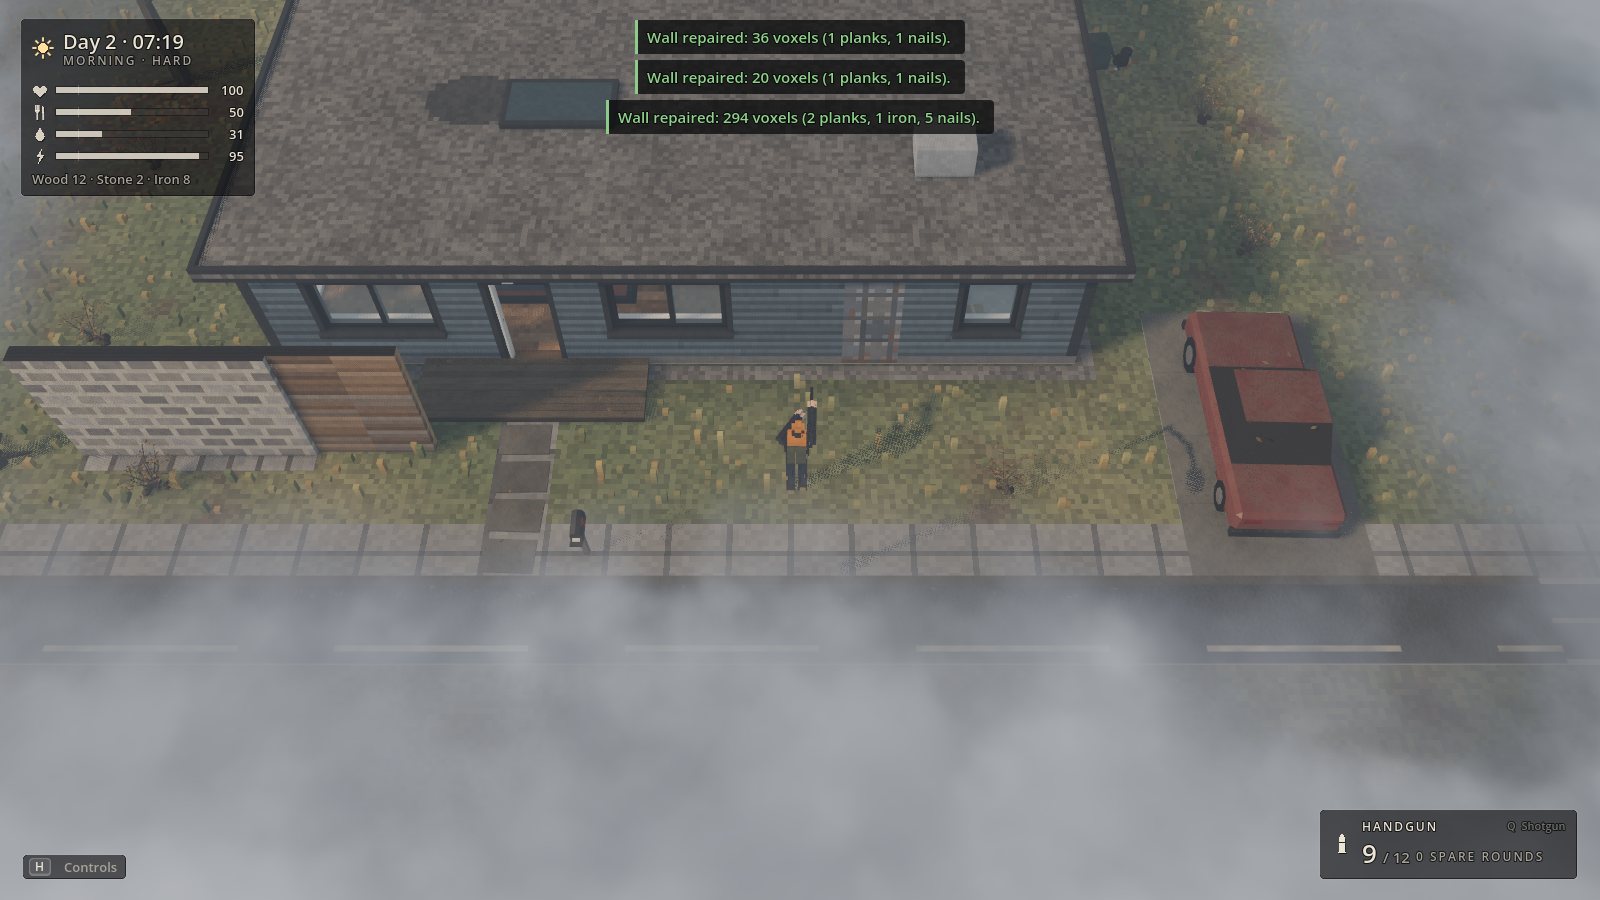 Day 2 · 07:19
MORNING · HARD
100
50
31
95
Wood 12 · Stone 2 · Iron 8
Wall repaired: 36 voxels (1 planks, 1 nails).
Wall repaired: 20 voxels (1 planks, 1 nails).
Wall repaired: 294 voxels (2 planks, 1 iron, 5 nails).
H Controls
HANDGUN Q Shotgun
9 / 12 0 SPARE ROUNDS